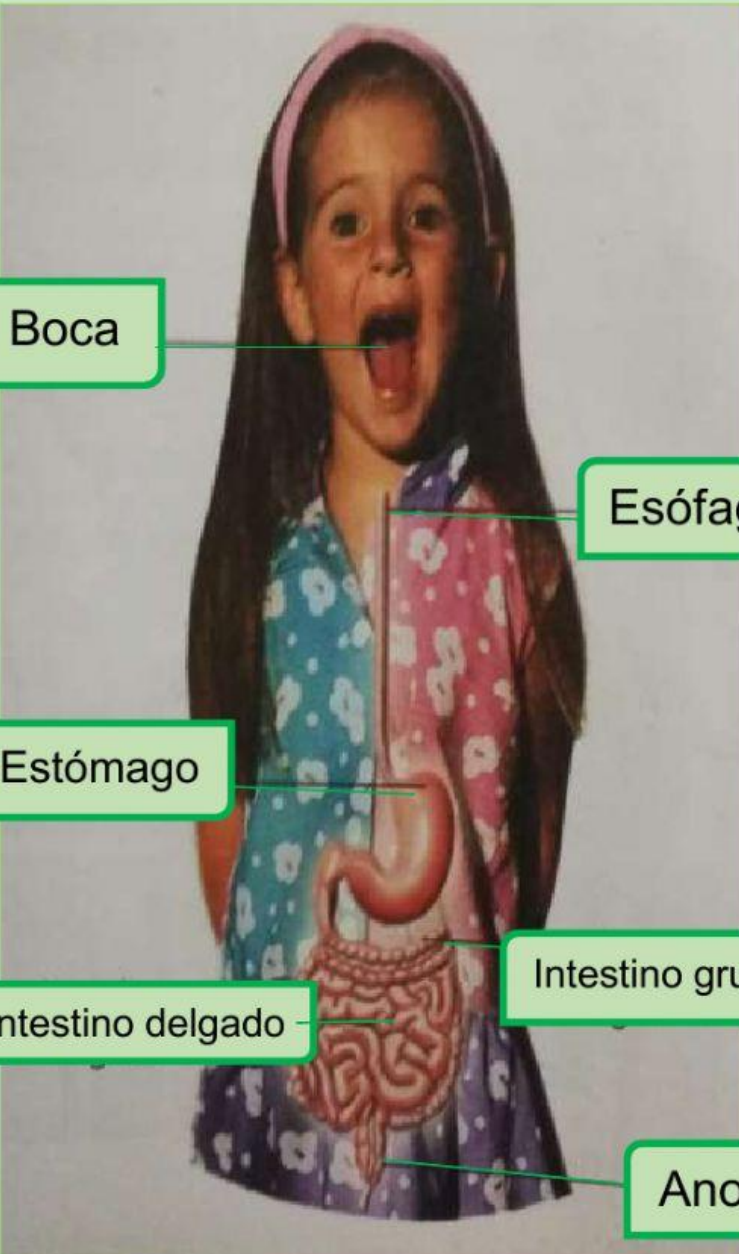 Boca
Esófag
Estómago
Intestino gru
ntestino delgado
Ano